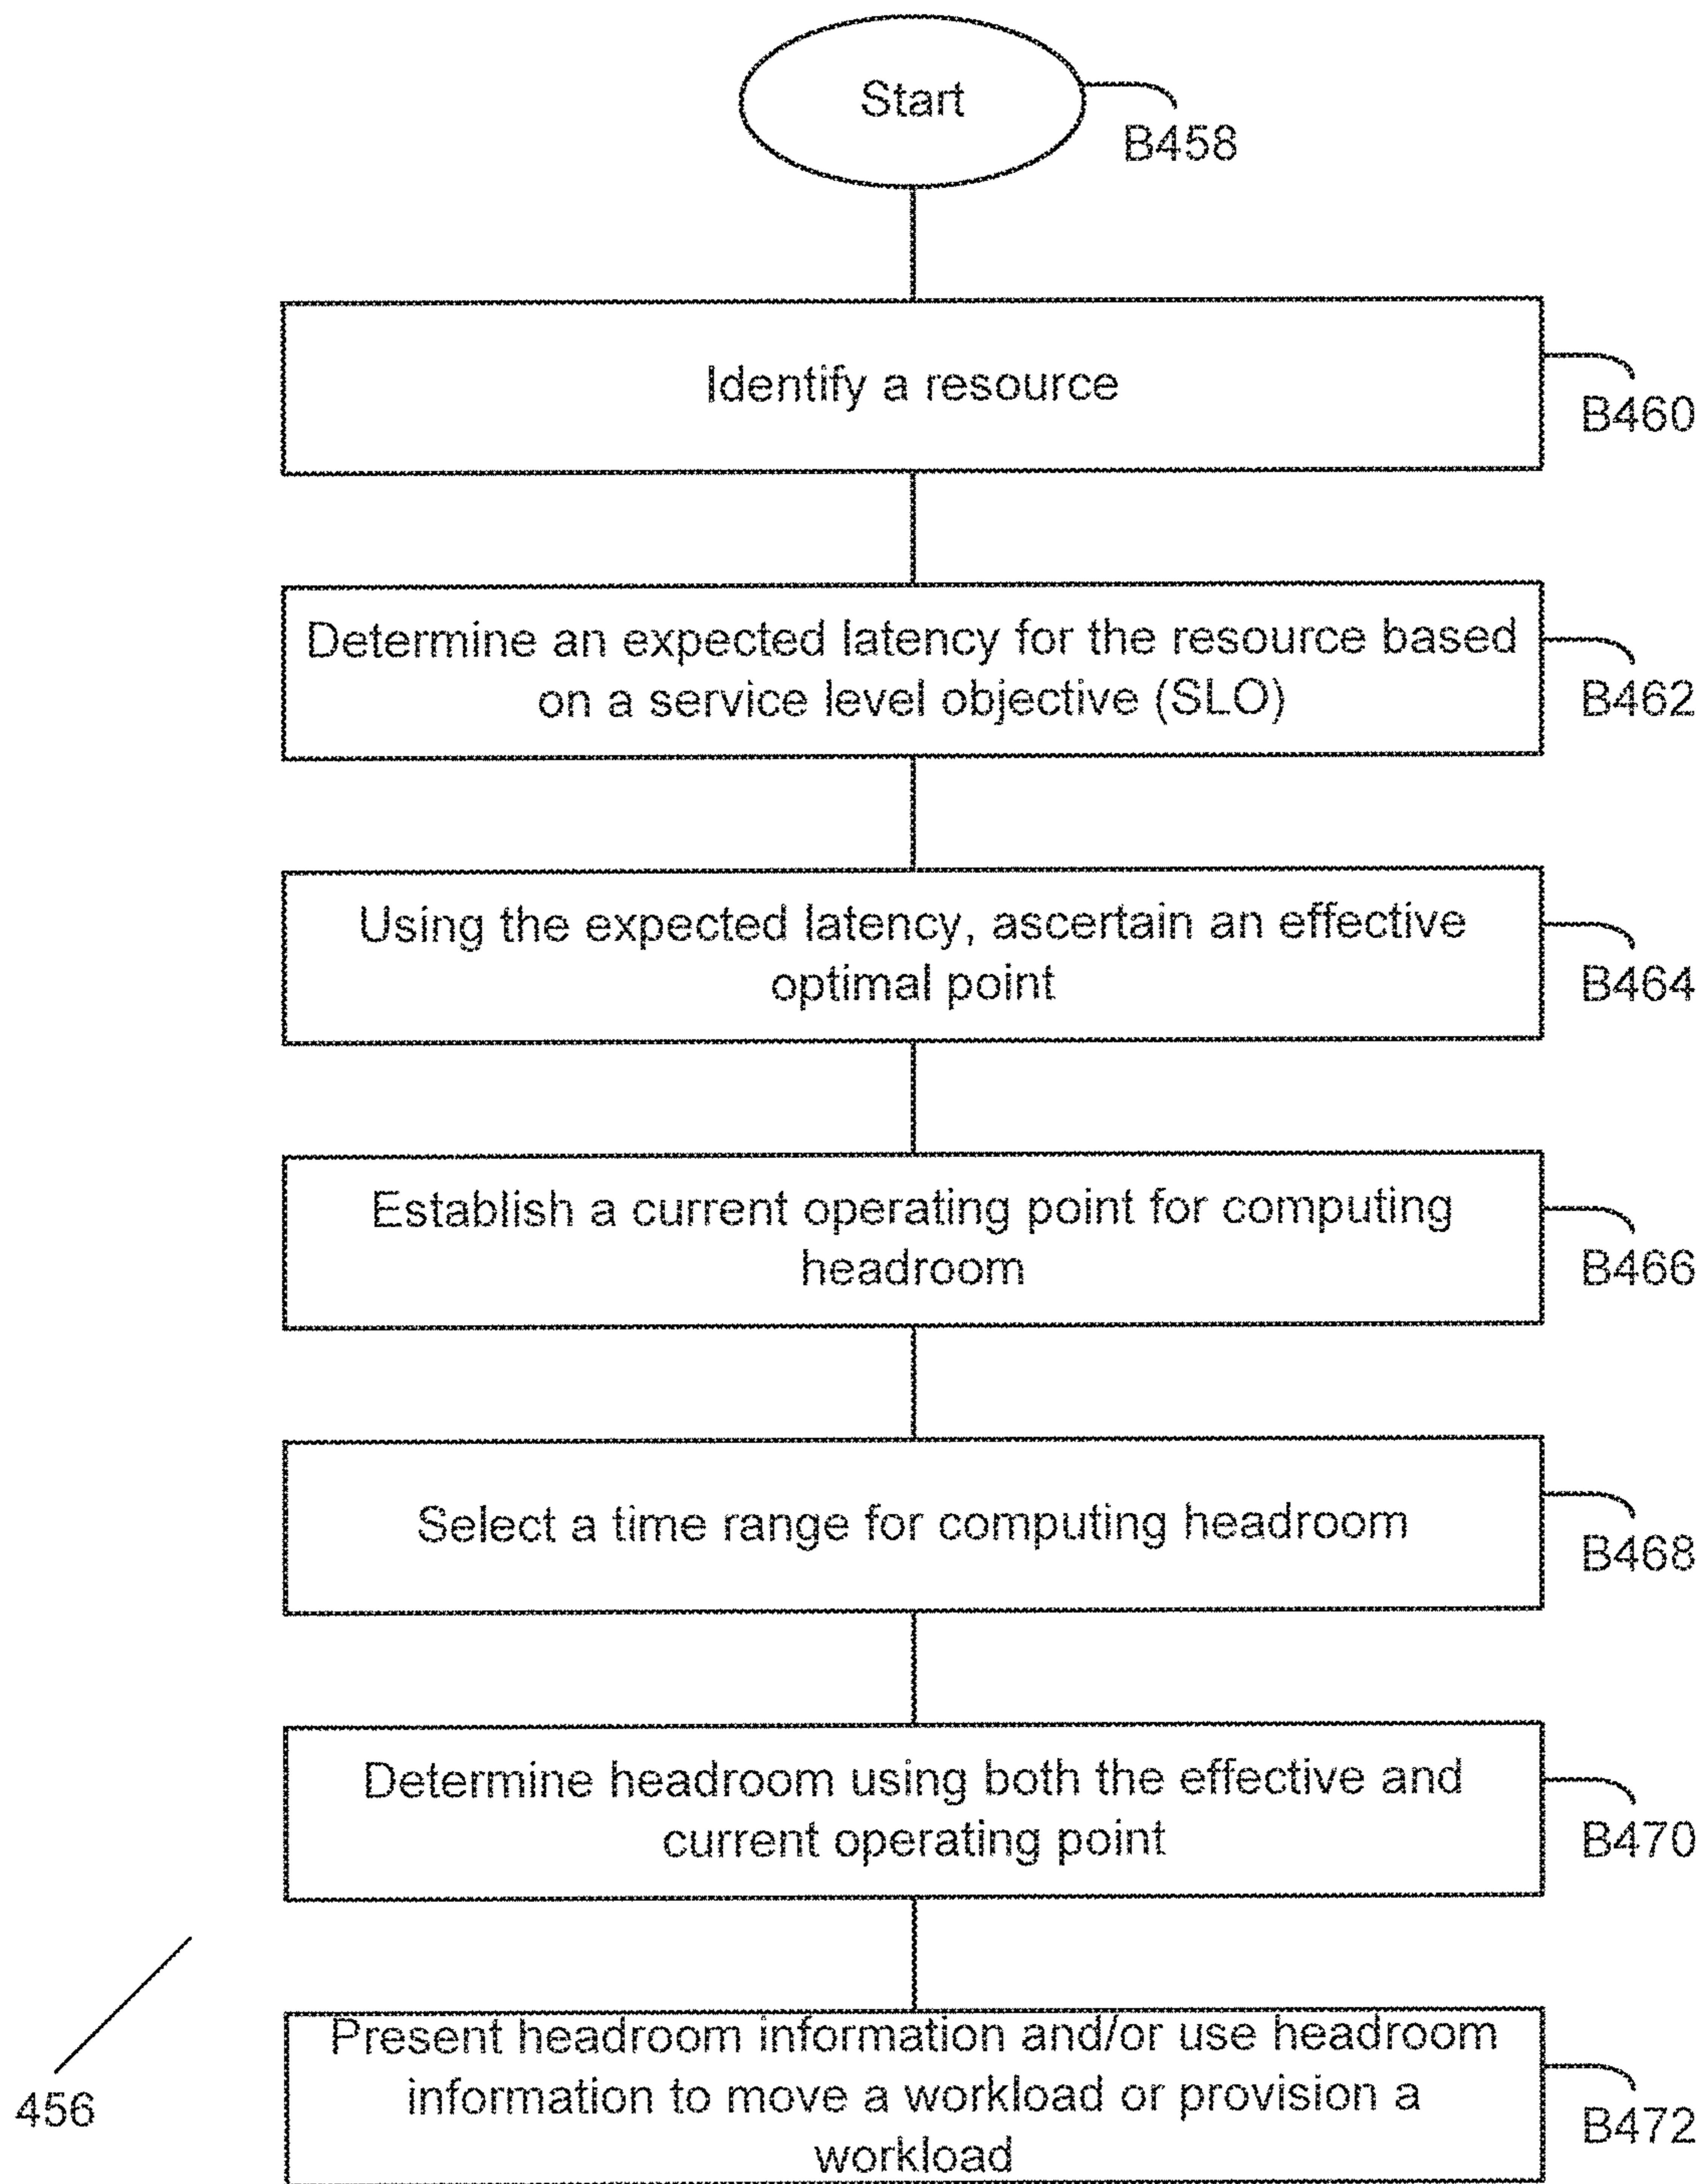 Start
B458
Identify a resource
B460
Determine an expected latency for the resource based
on a service level objective (SLO)
B462
Using the expected latency, ascertain an effective
optimal point
B464
Establish a current operating point for computing
headroom
B466
Select a time range for computing headroom
B468
Determine headroom using both the effective and
current operating point
B470
Present headroom information and/or use headroom
information to move a workload or provision a
workload
B472
456